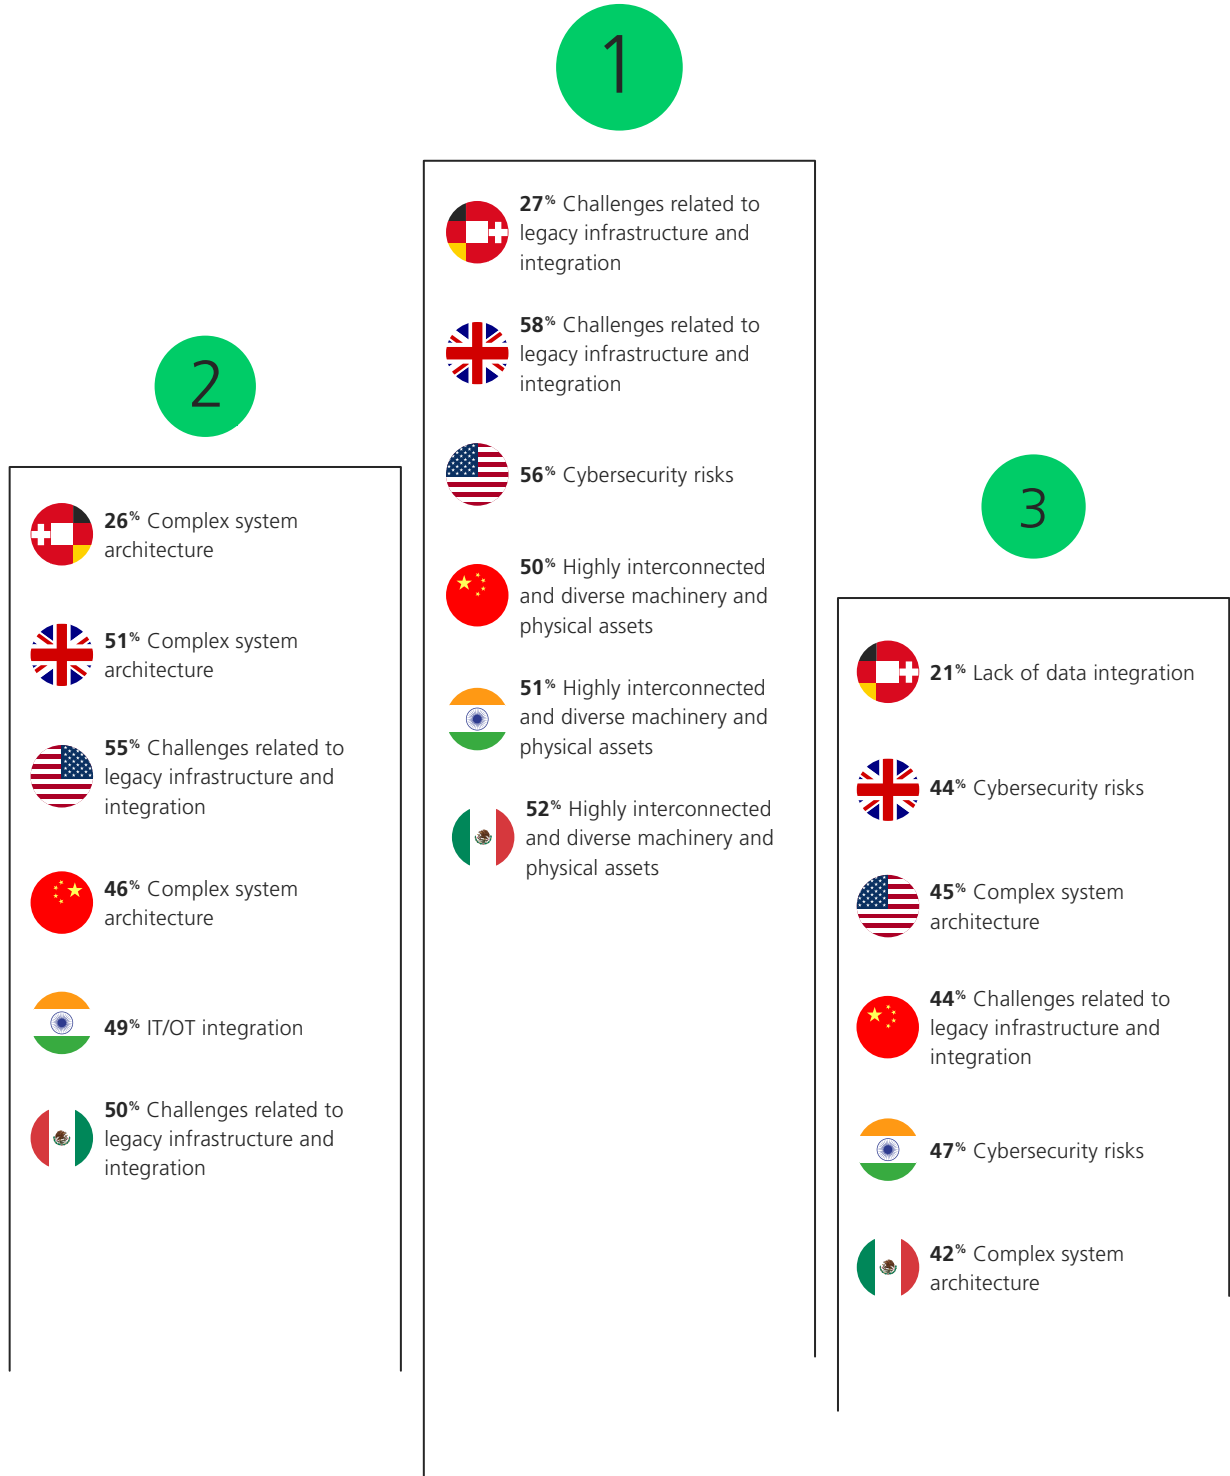 1
27% Challenges related to
legacy infrastructure and
integration
58% Challenges related to
legacy infrastructure and
integration
56% Cybersecurity risks
50% Highly interconnected
and diverse machinery and
physical assets
51% Highly interconnected
and diverse machinery and
physical assets
52% Highly interconnected
and diverse machinery and
physical assets
2
26% Complex system
architecture
51% Complex system
architecture
55% Challenges related to
legacy infrastructure and
integration
46% Complex system
architecture
49% IT/OT integration
50% Challenges related to
legacy infrastructure and
integration
3
21% Lack of data integration
44% Cybersecurity risks
45% Complex system
architecture
44% Challenges related to
legacy infrastructure and
integration
47% Cybersecurity risks
42% Complex system
architecture